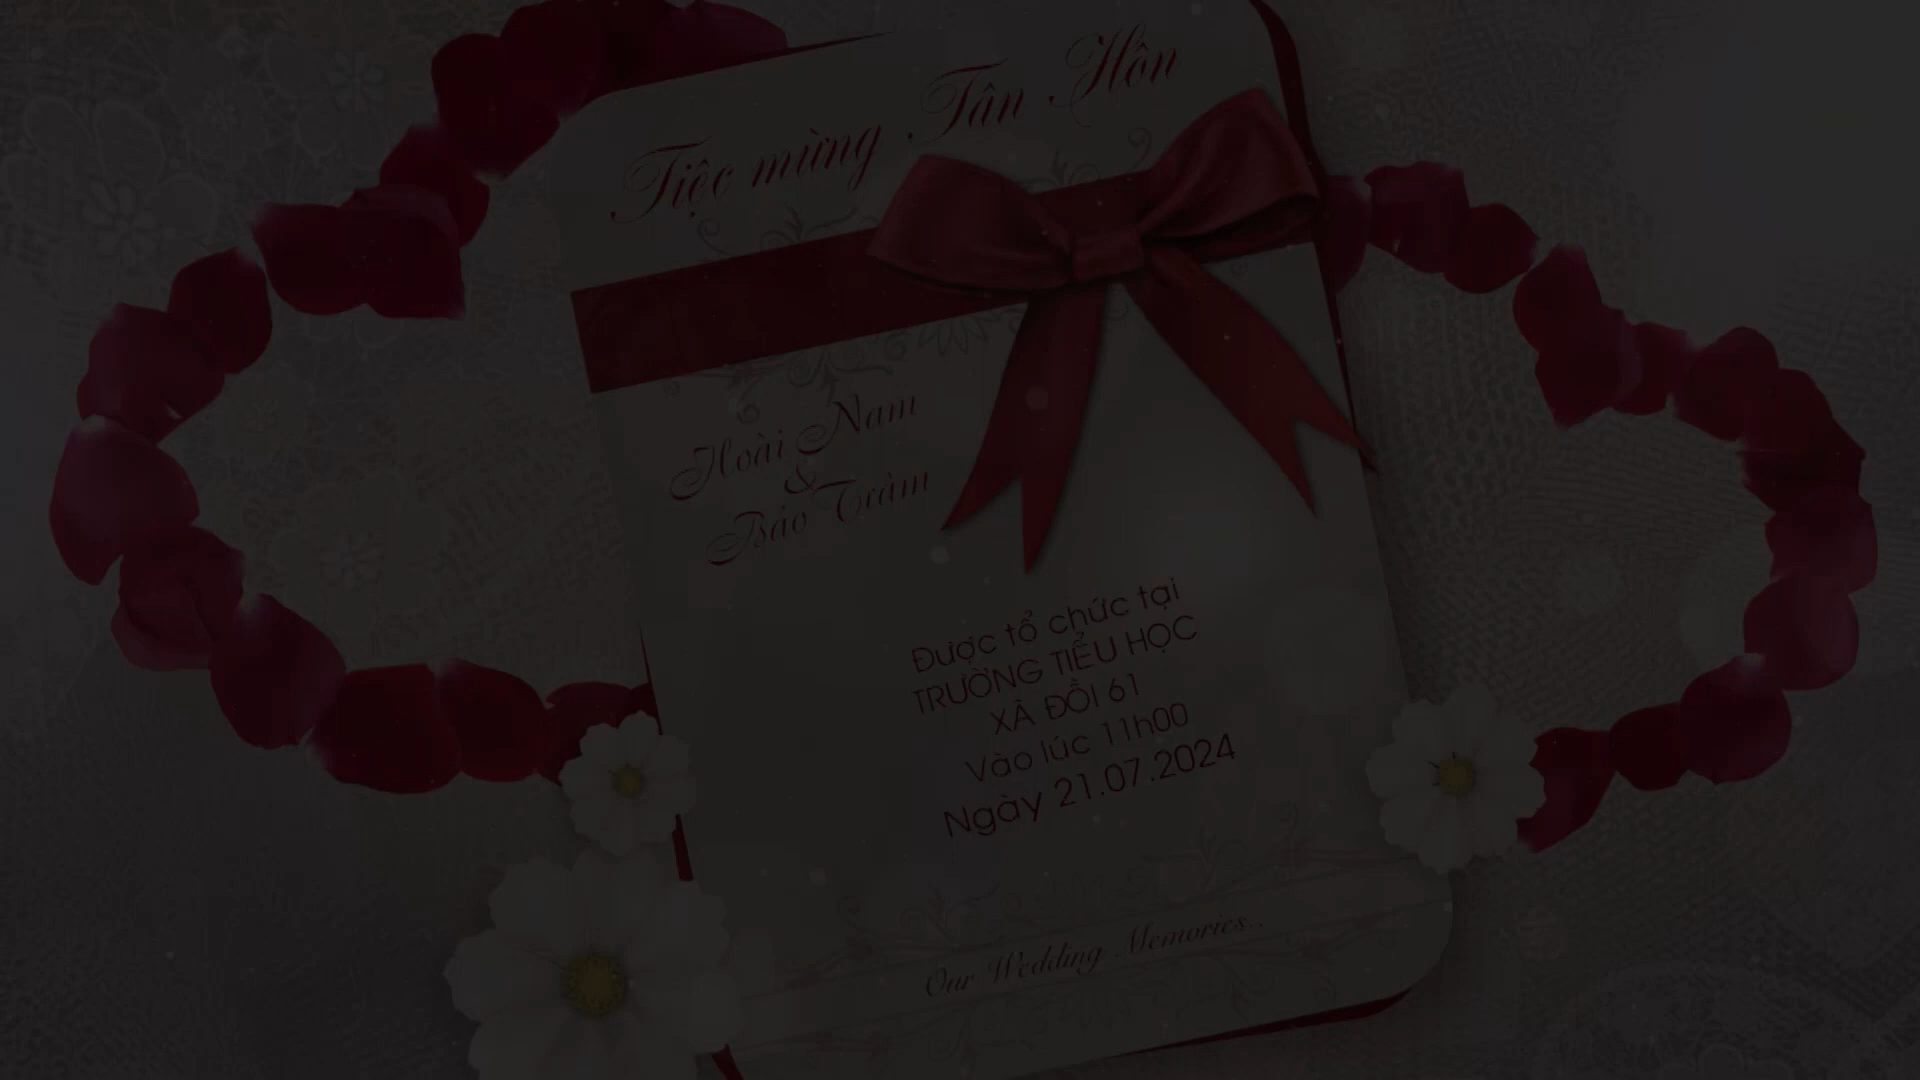 Tiệc mừng Tân Hôn
Hoài Nam
&
Bảo Trâm
Được tổ chức tại
TRƯỜNG TIỂU HỌC
XÃ ĐỒI 61
Vào lúc 11h00
Ngày 21.07.2024
Our Wedding Memories..